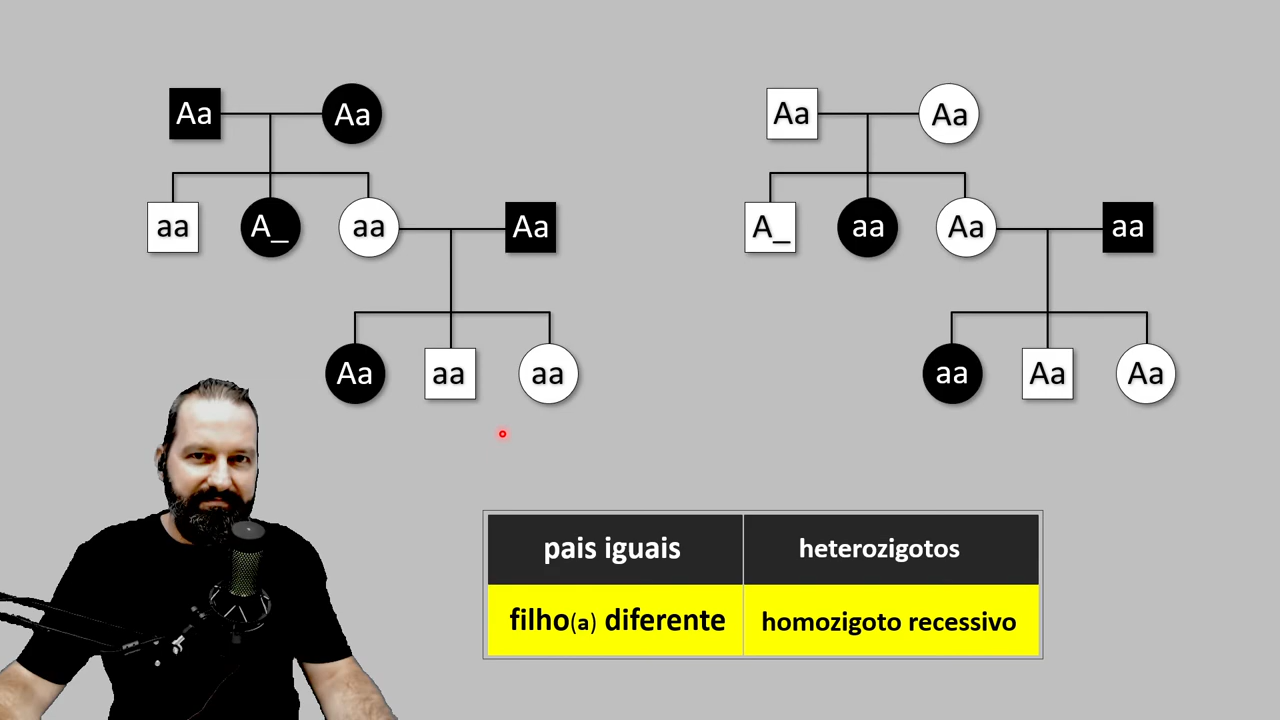 Aa Aa Aa Aa
aa A_ aa Aa A_ aa Aa aa
Aa aa aa aa Aa Aa
pais iguais heterozigotos
filho(a) diferente homozigoto recessivo